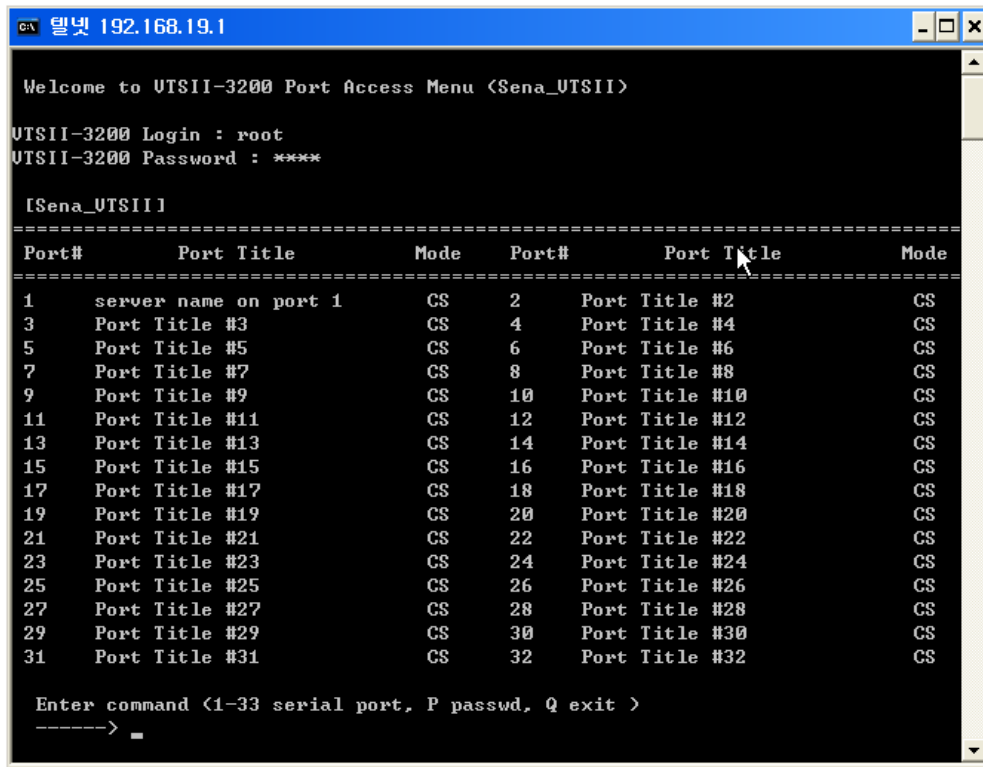 텔넷 192.168.19.1
Welcome to VTSII-3200 Port Access Menu (Sena_VTSII)
VTSII-3200 Login : root
VTSII-3200 Password : ****
[Sena_VTSII]
================================================================================
Port# Port Title Mode Port# Port Title Mode
================================================================================
1 server name on port 1 CS 2 Port Title #2 CS
3 Port Title #3 CS 4 Port Title #4 CS
5 Port Title #5 CS 6 Port Title #6 CS
7 Port Title #7 CS 8 Port Title #8 CS
9 Port Title #9 CS 10 Port Title #10 CS
11 Port Title #11 CS 12 Port Title #12 CS
13 Port Title #13 CS 14 Port Title #14 CS
15 Port Title #15 CS 16 Port Title #16 CS
17 Port Title #17 CS 18 Port Title #18 CS
19 Port Title #19 CS 20 Port Title #20 CS
21 Port Title #21 CS 22 Port Title #22 CS
23 Port Title #23 CS 24 Port Title #24 CS
25 Port Title #25 CS 26 Port Title #26 CS
27 Port Title #27 CS 28 Port Title #28 CS
29 Port Title #29 CS 30 Port Title #30 CS
31 Port Title #31 CS 32 Port Title #32 CS
Enter command (1-33 serial port, P passwd, Q exit )
------> _